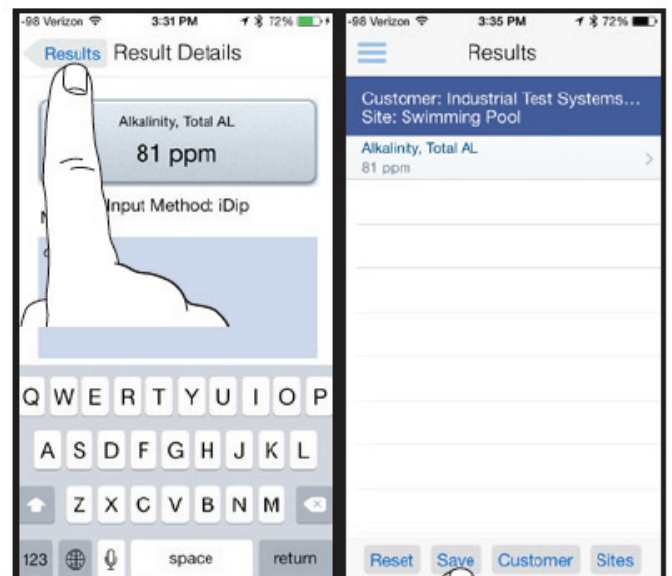 -98 Verizon 3:31 PM 72%
Results Result Details
Alkalinity, Total AL
81 ppm
Input Method: iDip
Q W E R T Y U I O P
A S D F G H J K L
Z X C V B N M
123 space return
-98 Verizon 3:35 PM 72%
Results
Customer: Industrial Test Systems...
Site: Swimming Pool
Alkalinity, Total AL
81 ppm
Reset Save Customer Sites